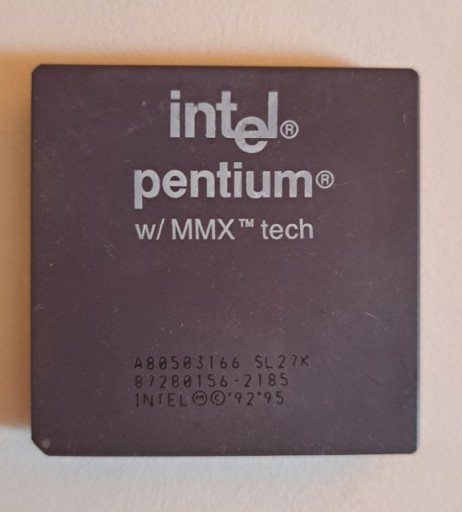 intel®
pentium®
w/ MMX™ tech
A80503166 SL27K
87280156-2185
INTEL Ⓜ © '92 '95